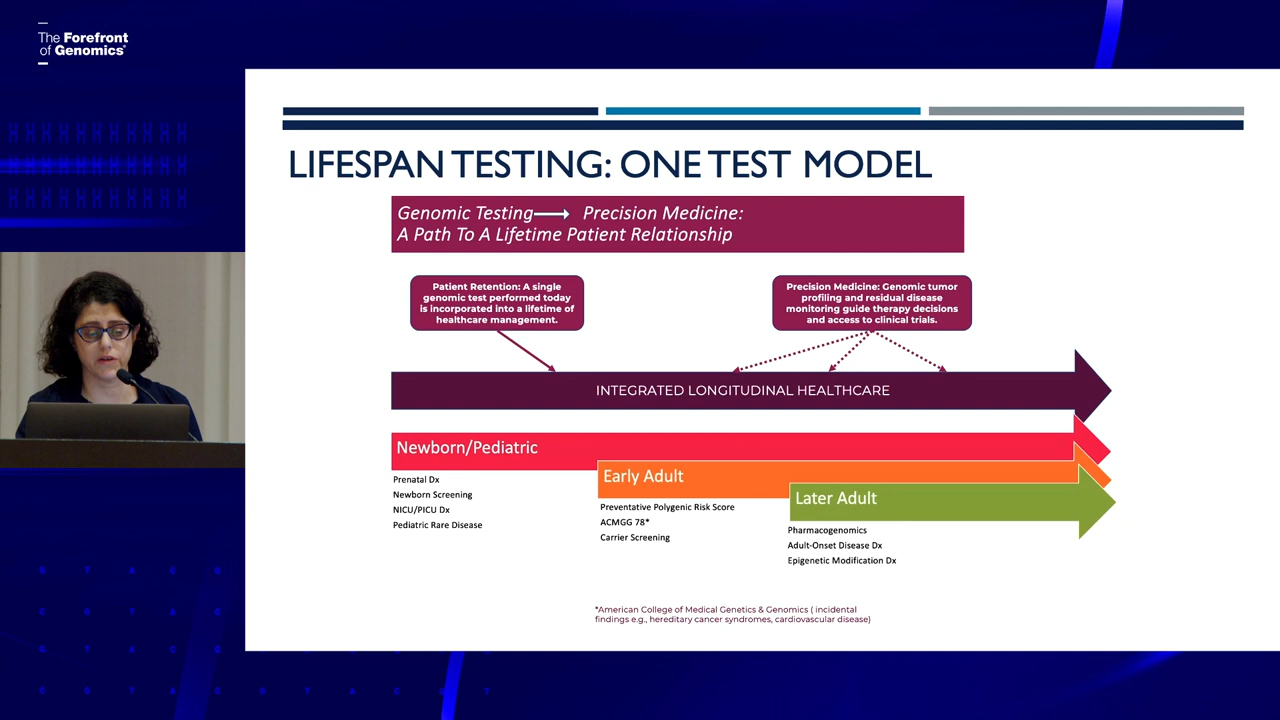 The Forefront
of Genomics®
LIFESPAN TESTING: ONE TEST MODEL
Genomic Testing Precision Medicine:
A Path To A Lifetime Patient Relationship
Patient Retention: A single
genomic test performed today
is incorporated into a lifetime of
healthcare management.
Precision Medicine: Genomic tumor
profiling and residual disease
monitoring guide therapy decisions
and access to clinical trials.
INTEGRATED LONGITUDINAL HEALTHCARE
Newborn/Pediatric
Prenatal Dx
Newborn Screening
NICU/PICU Dx
Pediatric Rare Disease
Early Adult
Preventative Polygenic Risk Score
ACMGG 78*
Carrier Screening
Later Adult
Pharmacogenomics
Adult-Onset Disease Dx
Epigenetic Modification Dx
*American College of Medical Genetics & Genomics ( incidental
findings e.g., hereditary cancer syndromes, cardiovascular disease)